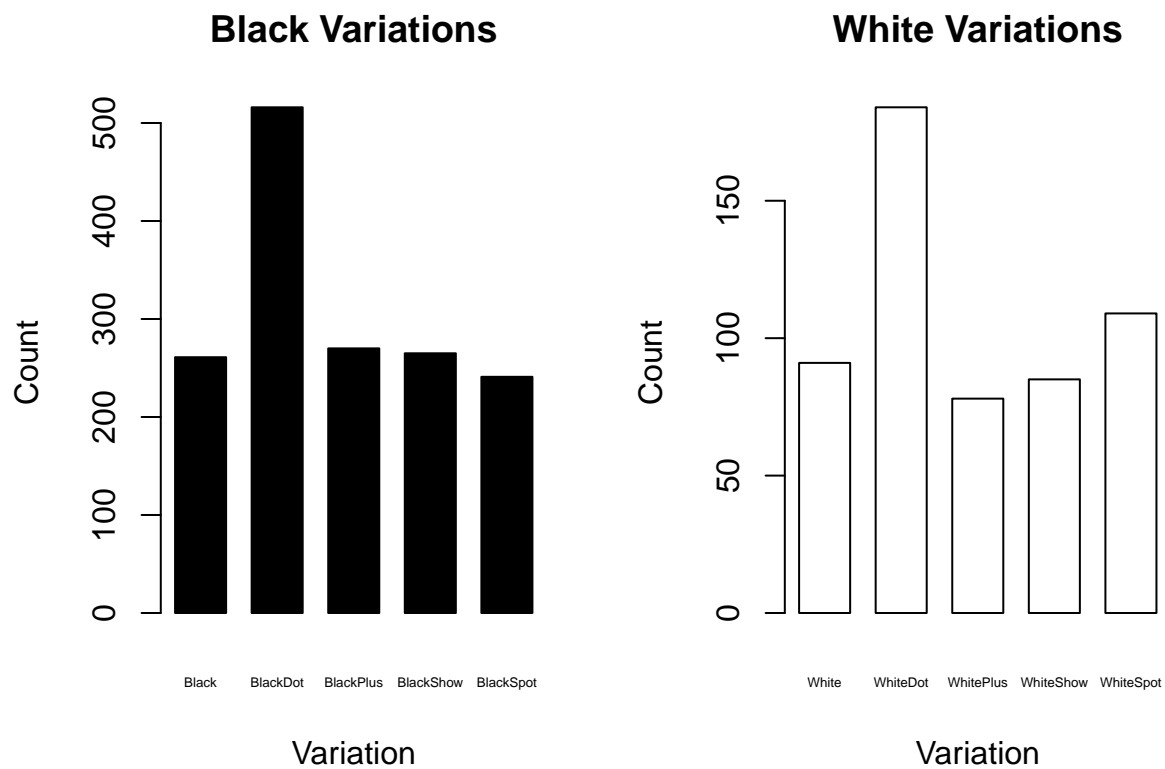 Black Variations
Count
0
100
200
300
400
500
Black BlackDot BlackPlus BlackShow BlackSpot
Variation
White Variations
Count
0
50
100
150
White WhiteDot WhitePlus WhiteShow WhiteSpot
Variation